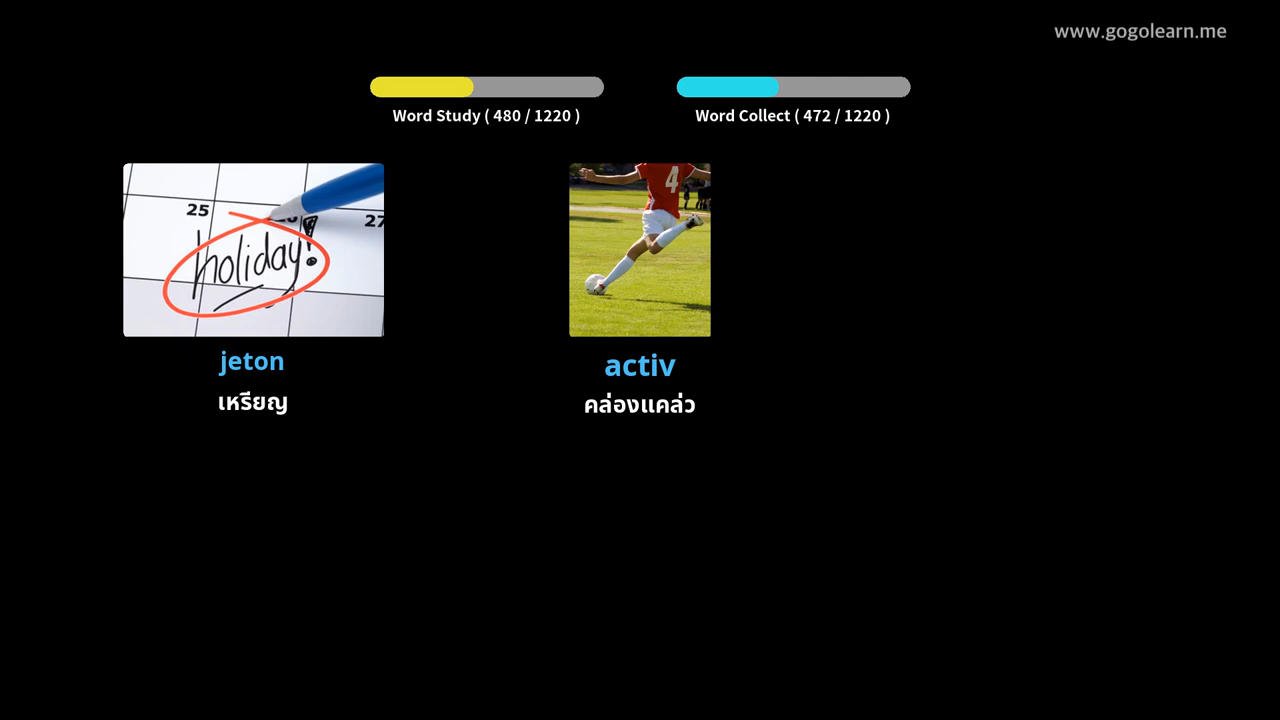 www.gogolearn.me
Word Study ( 480 / 1220 )
Word Collect ( 472 / 1220 )
25
27
holiday!
4
jeton
เหรียญ
activ
คล่องแคล่ว